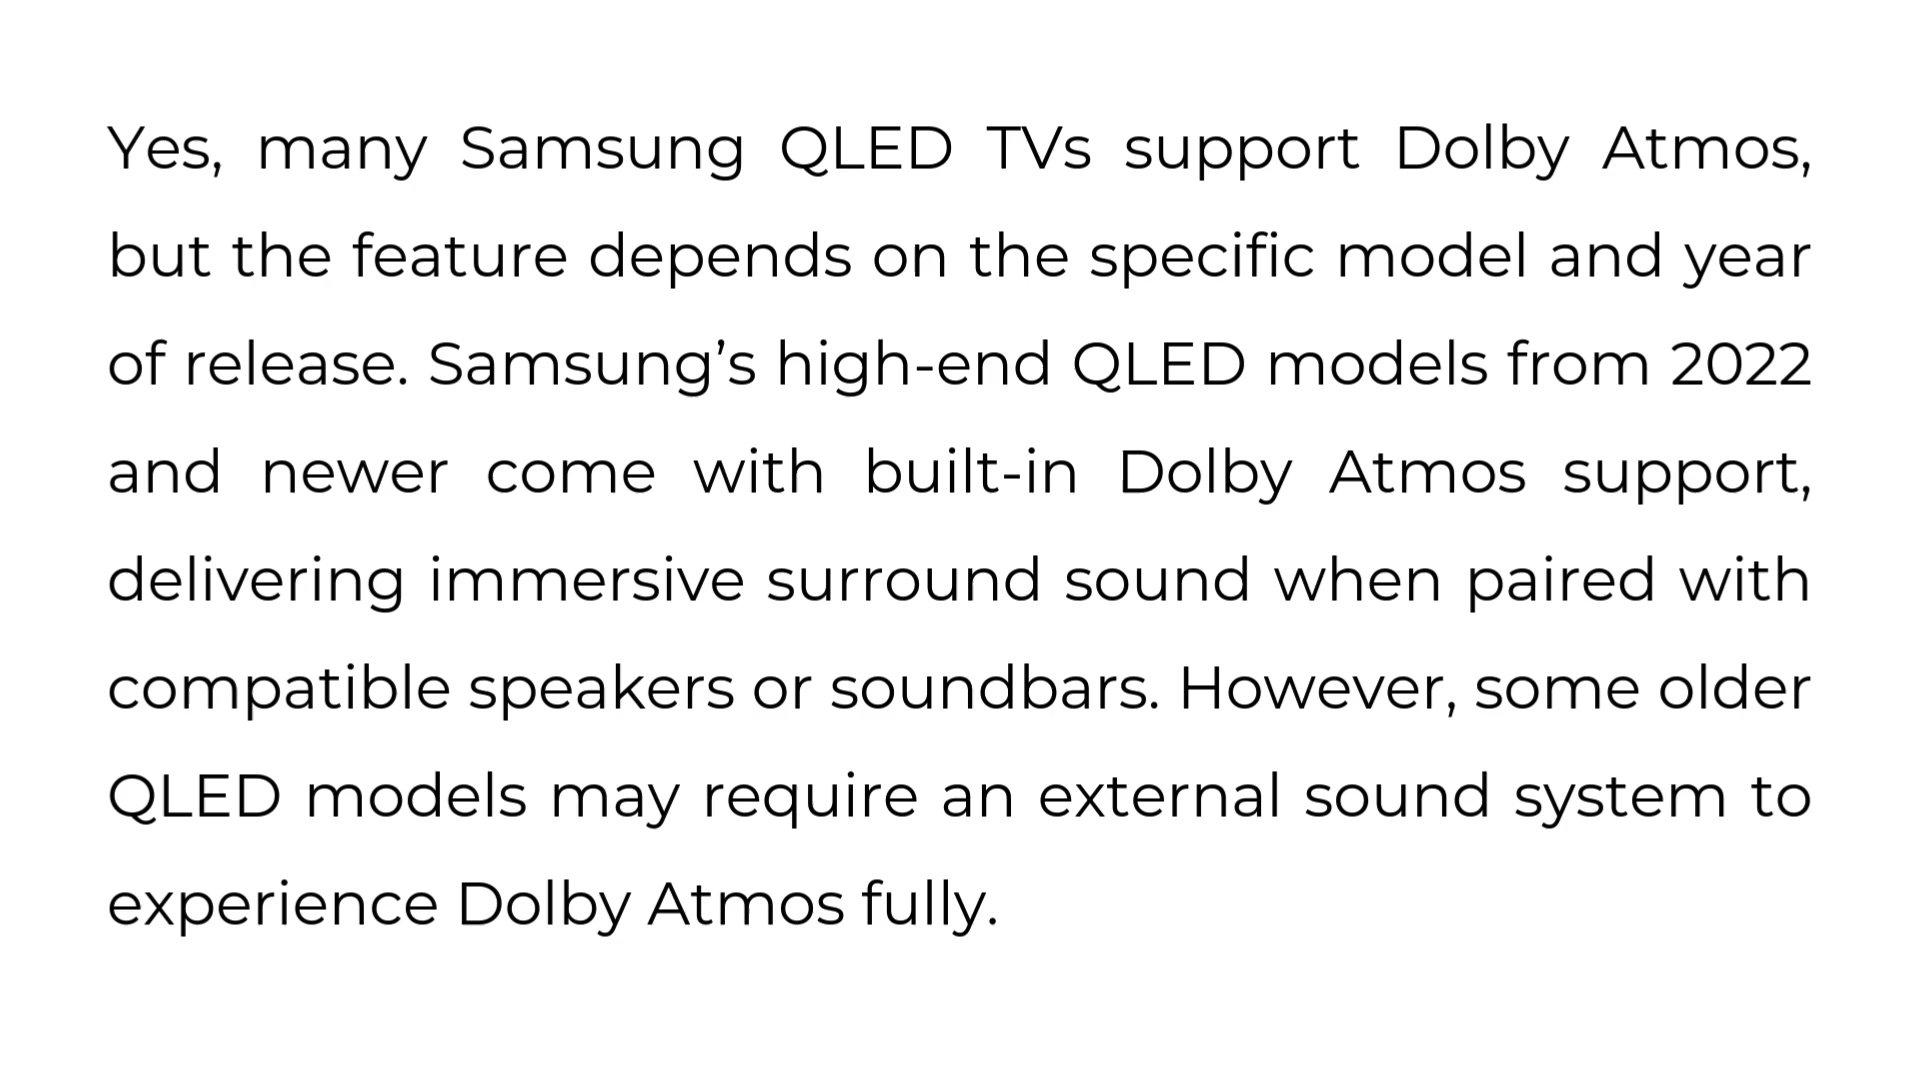 Yes, many Samsung QLED TVs support Dolby Atmos,
but the feature depends on the specific model and year
of release. Samsung’s high-end QLED models from 2022
and newer come with built-in Dolby Atmos support,
delivering immersive surround sound when paired with
compatible speakers or soundbars. However, some older
QLED models may require an external sound system to
experience Dolby Atmos fully.